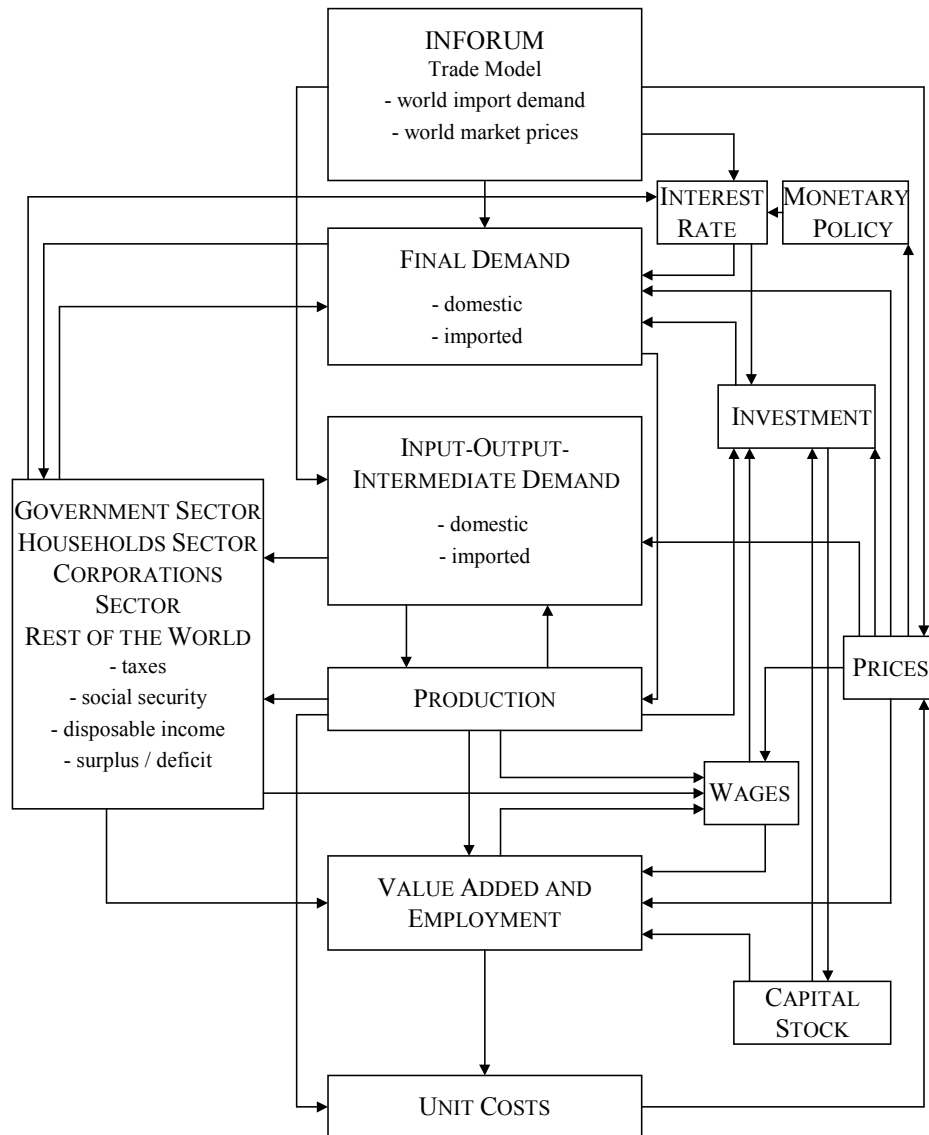 INFORUM
Trade Model
- world import demand
- world market prices
INTEREST
RATE
MONETARY
POLICY
FINAL DEMAND
- domestic
- imported
INVESTMENT
INPUT-OUTPUT-
INTERMEDIATE DEMAND
- domestic
- imported
GOVERNMENT SECTOR
HOUSEHOLDS SECTOR
CORPORATIONS
SECTOR
REST OF THE WORLD
- taxes
- social security
- disposable income
- surplus / deficit
PRICES
PRODUCTION
WAGES
VALUE ADDED AND
EMPLOYMENT
CAPITAL
STOCK
UNIT COSTS